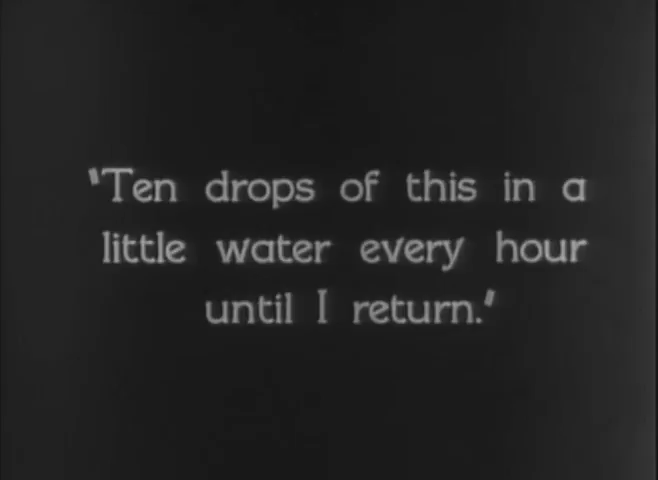 'Ten drops of this in a
little water every hour
until I return.'